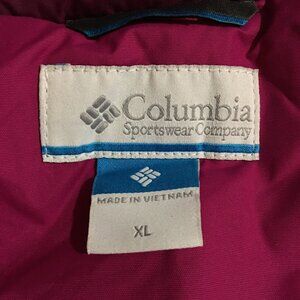 Columbia
Sportswear Company
MADE IN VIETNAM
XL